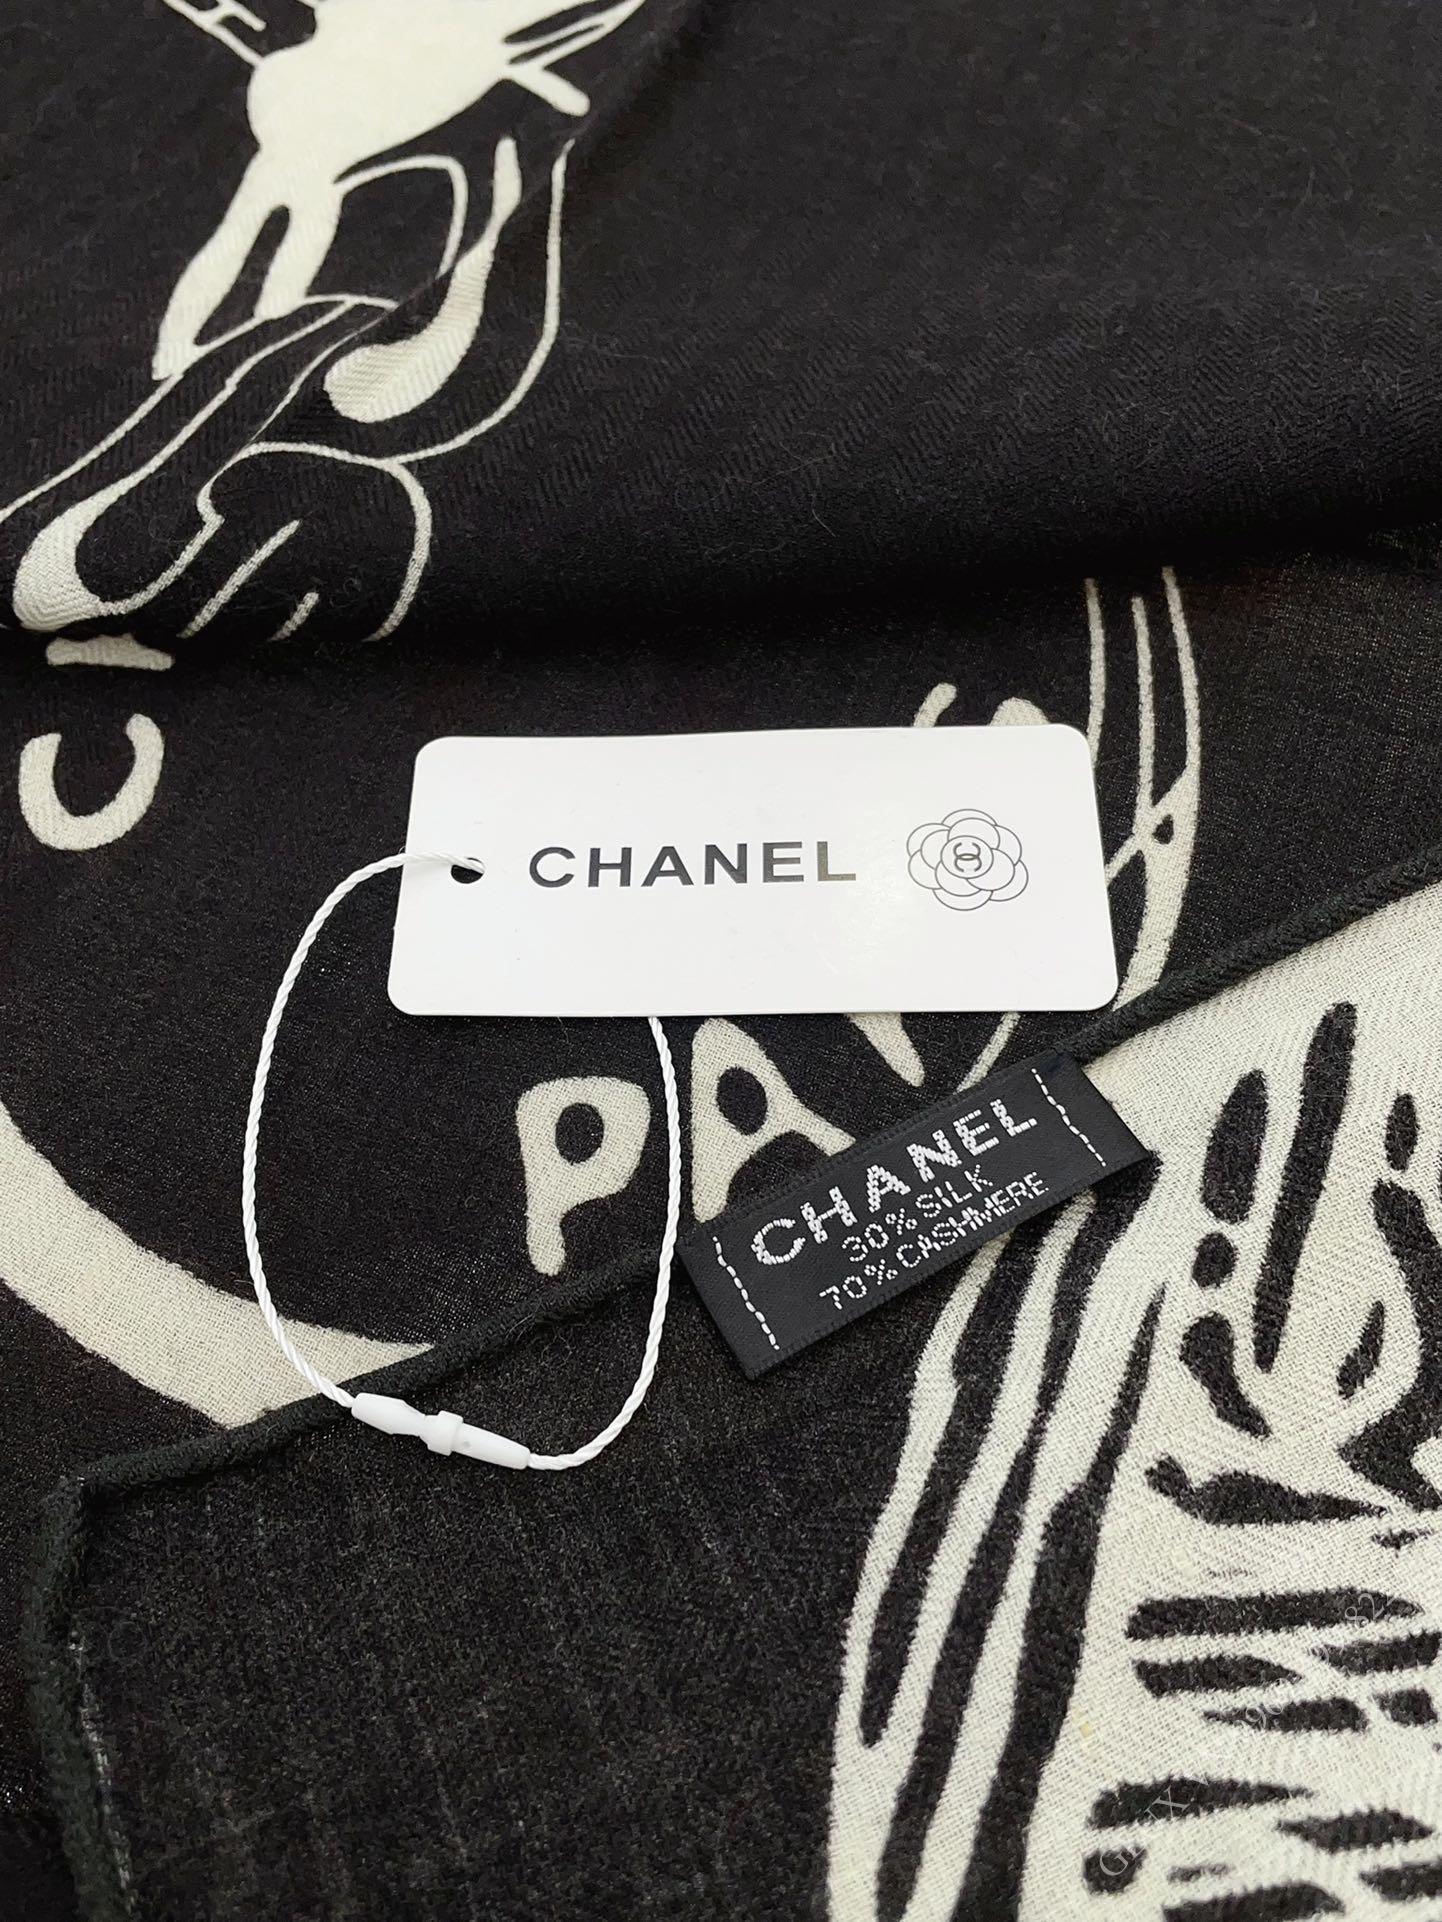 CHANEL
PA
CHANEL
30% SILK
70% CASHMERE